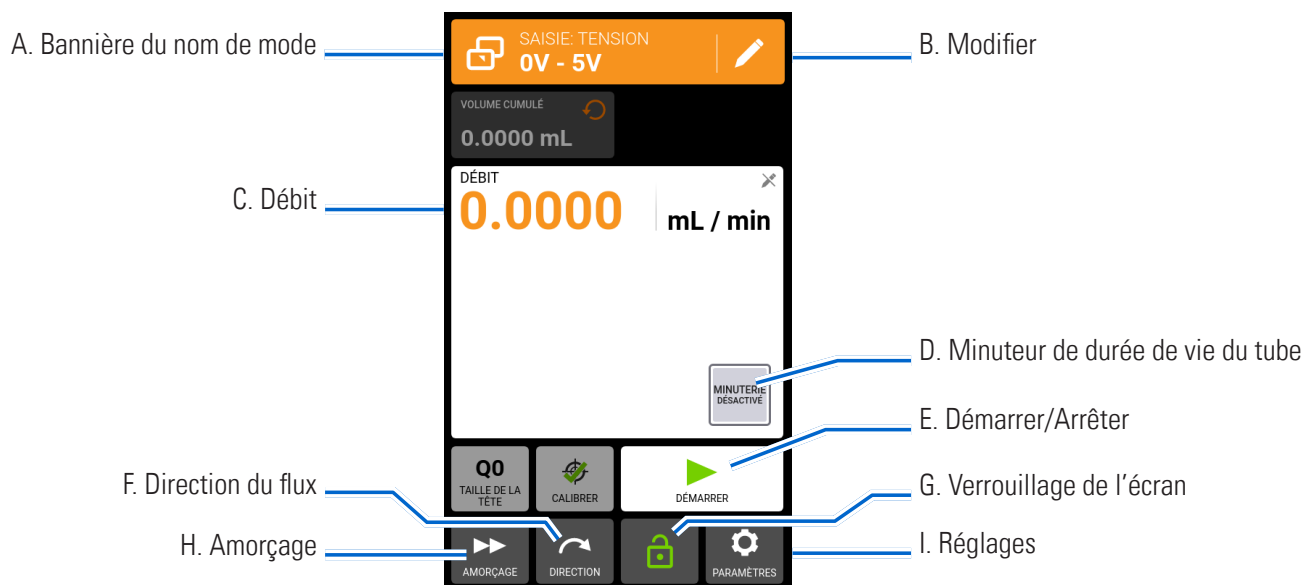 A. Bannière du nom de mode
SAISIE: TENSION
0V - 5V
B. Modifier
VOLUME CUMULÉ
0.0000 mL
C. Débit
DÉBIT
0.0000 mL / min
D. Minuteur de durée de vie du tube
MINUTERIE
DÉSACTIVÉ
E. Démarrer/Arrêter
Q0
TAILLE DE LA
TÊTE
CALIBRER
DÉMARRER
F. Direction du flux
G. Verrouillage de l’écran
H. Amorçage
I. Réglages
AMORÇAGE
DIRECTION
PARAMÈTRES